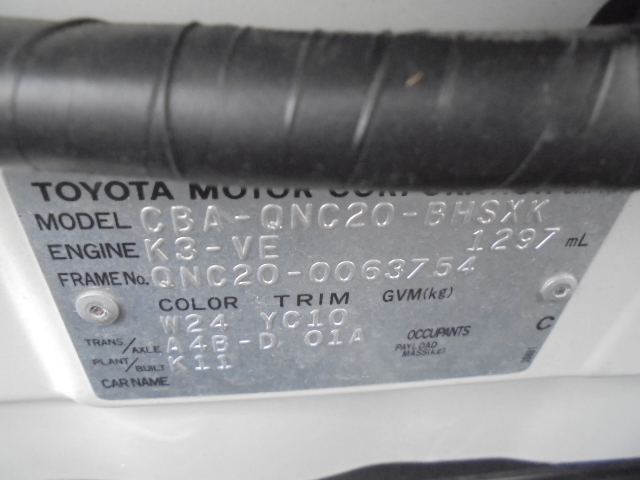 TOYOTA MOTOR CORPORATION
MODEL CBA-QNC20-BHSXK
ENGINE K3-VE 1297 mL
FRAME No. QNC20-0063754
COLOR TRIM GVM(kg)
W24 YC10
TRANS/AXLE A4B-D 01A OCCUPANTS C
PLANT/BUILT K11 PAYLOAD MASS(kg)
CAR NAME